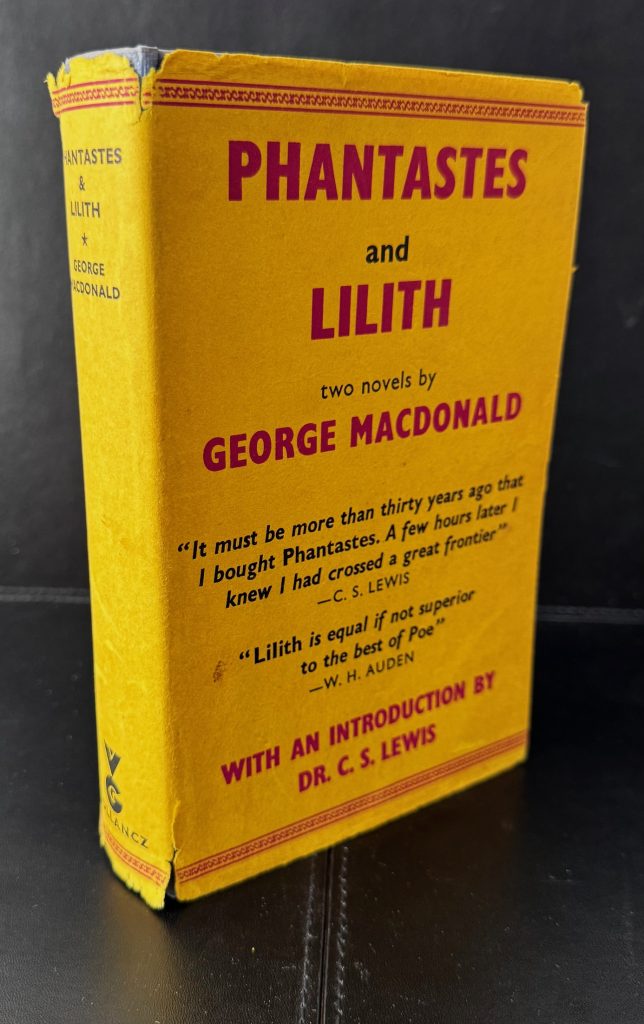 PHANTASTES
&
LILITH
★
GEORGE
MACDONALD
VG
GOLLANCZ
PHANTASTES
and
LILITH
two novels by
GEORGE MACDONALD
“It must be more than thirty years ago that
I bought Phantastes. A few hours later I
knew I had crossed a great frontier”
—C. S. LEWIS
“Lilith is equal if not superior
to the best of Poe”
—W. H. AUDEN
WITH AN INTRODUCTION BY
DR. C. S. LEWIS